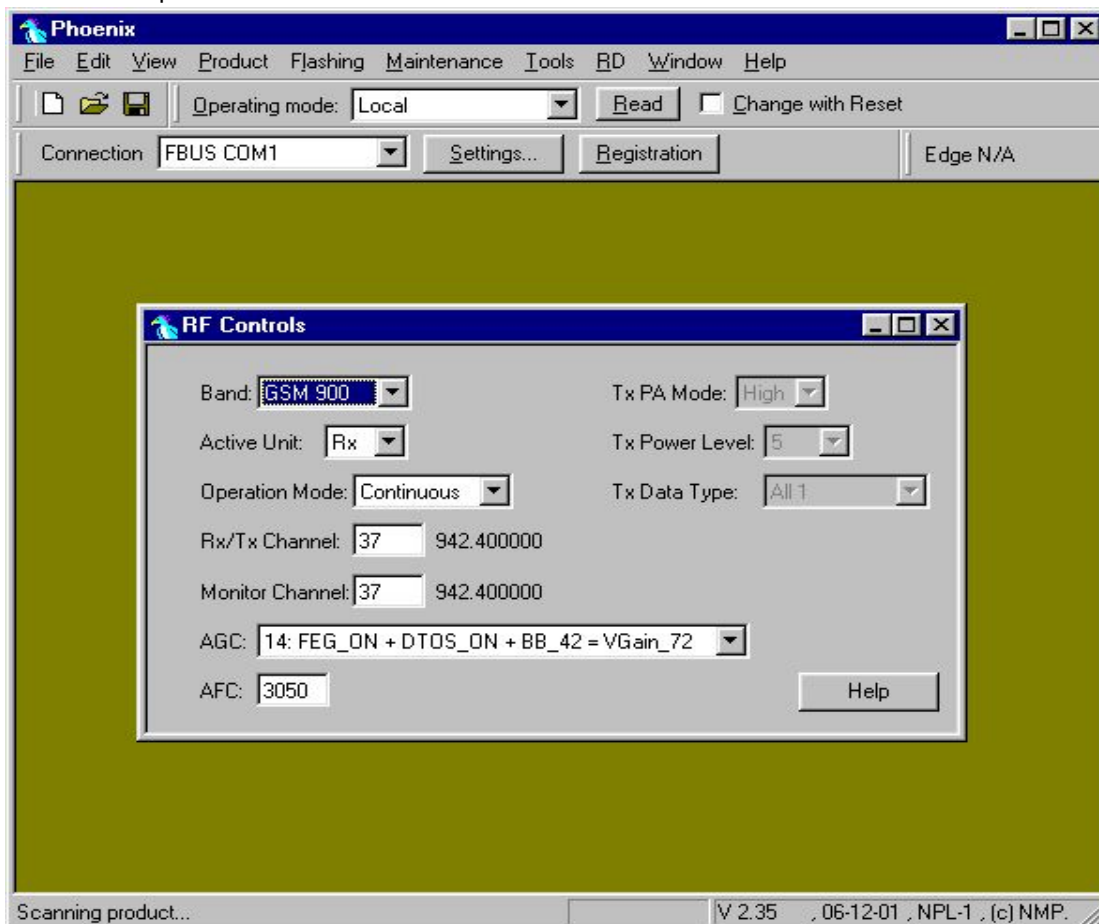 Phoenix
File Edit View Product Flashing Maintenance Tools RD Window Help
Operating mode: Local Read Change with Reset
Connection FBUS COM1 Settings... Registration Edge N/A
RF Controls
Band: GSM 900 Tx PA Mode: High
Active Unit: Rx Tx Power Level: 5
Operation Mode: Continuous Tx Data Type: All 1
Rx/Tx Channel: 37 942.400000
Monitor Channel: 37 942.400000
AGC: 14: FEG_ON + DTOS_ON + BB_42 = VGain_72
AFC: 3050 Help
Scanning product... V 2.35 , 06-12-01 , NPL-1 , (c) NMP.